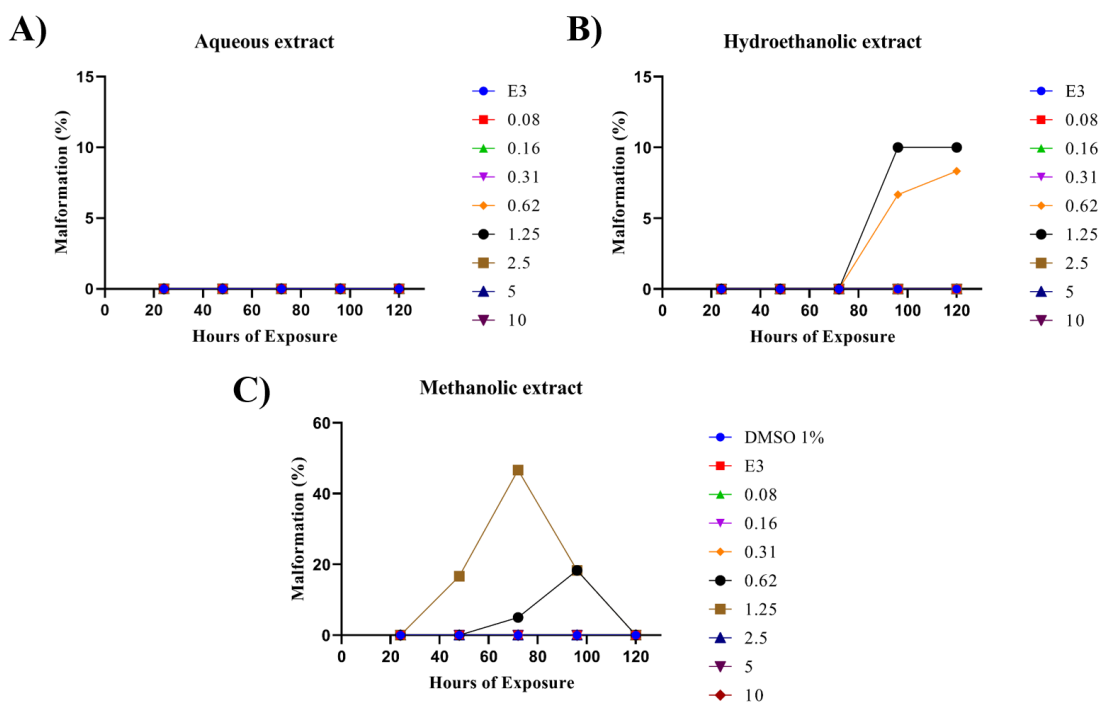 A)
Aqueous extract
Malformation (%)
15
10
5
0
0 20 40 60 80 100 120
Hours of Exposure
E3
0.08
0.16
0.31
0.62
1.25
2.5
5
10
B)
Hydroethanolic extract
Malformation (%)
15
10
5
0
0 20 40 60 80 100 120
Hours of Exposure
E3
0.08
0.16
0.31
0.62
1.25
2.5
5
10
C)
Methanolic extract
Malformation (%)
60
40
20
0
0 20 40 60 80 100 120
Hours of Exposure
DMSO 1%
E3
0.08
0.16
0.31
0.62
1.25
2.5
5
10